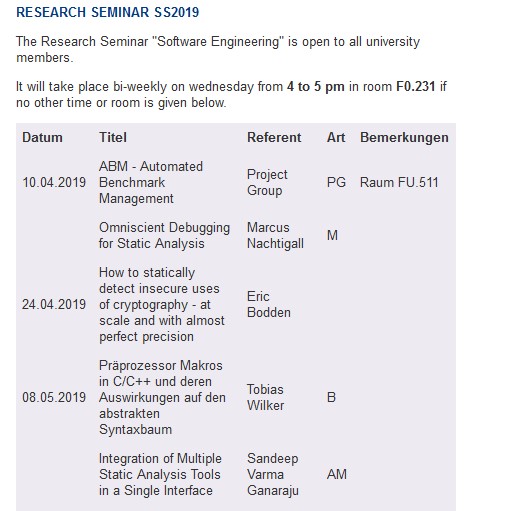 RESEARCH SEMINAR SS2019
The Research Seminar "Software Engineering" is open to all university
members.
It will take place bi-weekly on wednesday from 4 to 5 pm in room F0.231 if
no other time or room is given below.
Datum Titel Referent Art Bemerkungen
10.04.2019 ABM - Automated Benchmark Management Project Group PG Raum FU.511
Omniscient Debugging for Static Analysis Marcus Nachtigall M
24.04.2019 How to statically detect insecure uses of cryptography - at scale and with almost perfect precision Eric Bodden
08.05.2019 Präprozessor Makros in C/C++ und deren Auswirkungen auf den abstrakten Syntaxbaum Tobias Wilker B
Integration of Multiple Static Analysis Tools in a Single Interface Sandeep Varma Ganaraju AM